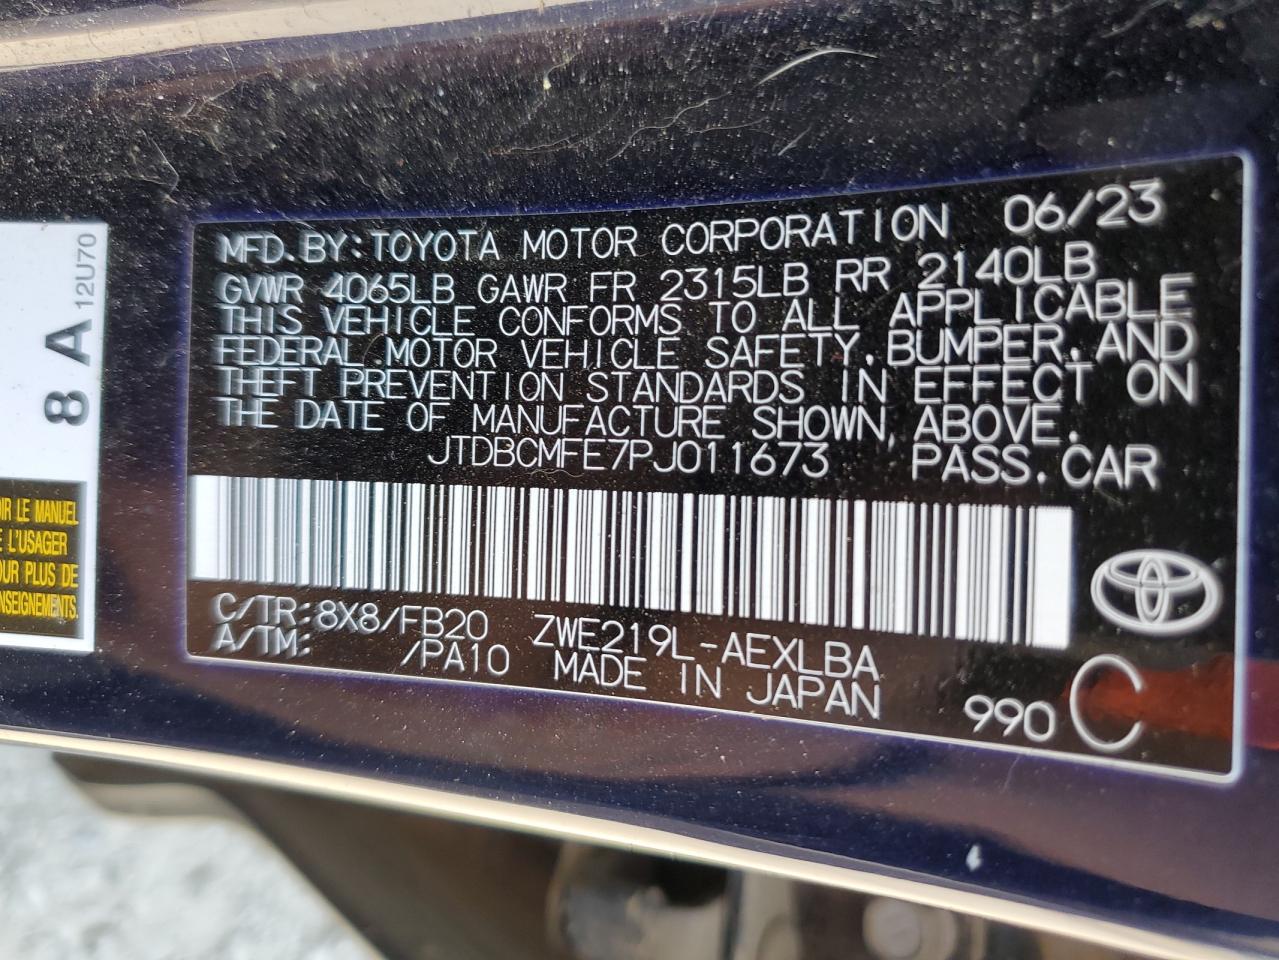 MFD.BY:TOYOTA MOTOR CORPORATION 06/23
GVWR 4065LB GAWR FR 2315LB RR 2140LB
THIS VEHICLE CONFORMS TO ALL APPLICABLE
FEDERAL MOTOR VEHICLE SAFETY,BUMPER,AND
THEFT PREVENTION STANDARDS IN EFFECT ON
THE DATE OF MANUFACTURE SHOWN, ABOVE.
JTDBCMFE7PJ011673 PASS.CAR
C/TR:8X8/FB20 ZWE219L-AEXLBA
A/TM: /PA10 MADE IN JAPAN
990 C
8 A 12U70
LE MANUEL
L'USAGER
PLUS DE